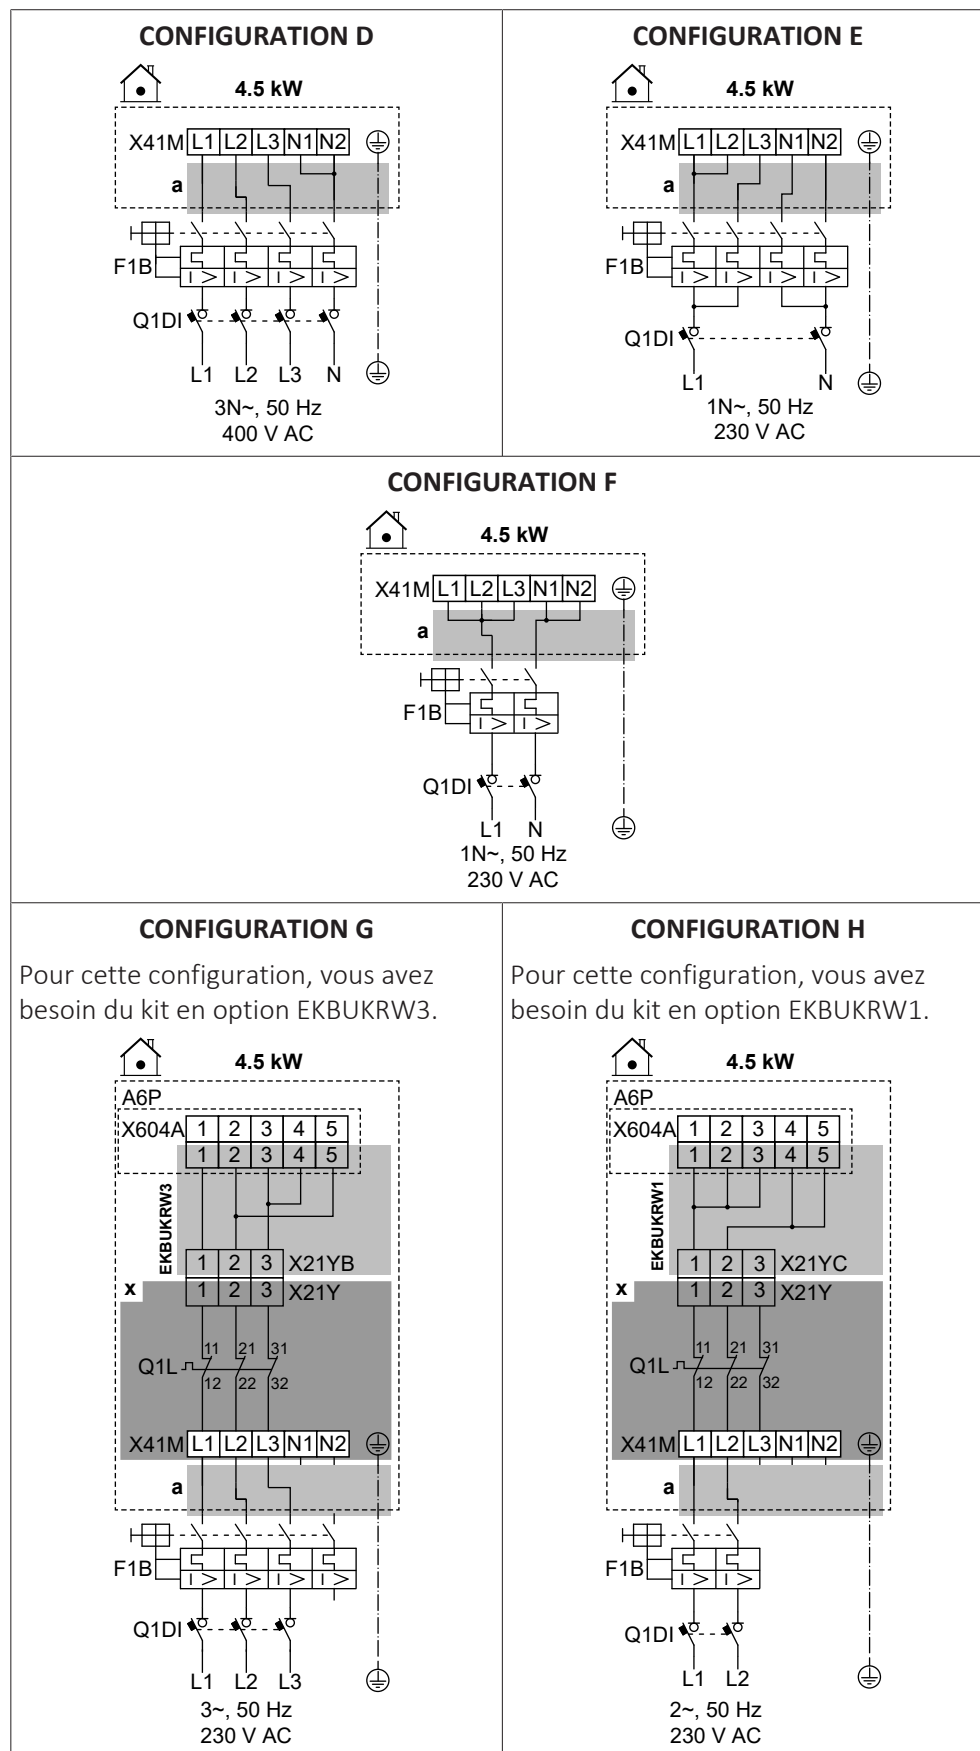 CONFIGURATION D
4.5 kW
X41M L1 L2 L3 N1 N2
a
F1B
I > I > I > I >
Q1DI
L1 L2 L3 N
3N~, 50 Hz
400 V AC
CONFIGURATION E
4.5 kW
X41M L1 L2 L3 N1 N2
a
F1B
I > I > I > I >
Q1DI
L1 N
1N~, 50 Hz
230 V AC
CONFIGURATION F
4.5 kW
X41M L1 L2 L3 N1 N2
a
F1B
I > I >
Q1DI
L1 N
1N~, 50 Hz
230 V AC
CONFIGURATION G
Pour cette configuration, vous avez
besoin du kit en option EKBUKRW3.
4.5 kW
A6P
X604A 1 2 3 4 5
1 2 3 4 5
EKBUKRW3
1 2 3 X21YB
x
1 2 3 X21Y
11 21 31
Q1L
12 22 32
X41M L1 L2 L3 N1 N2
a
F1B
I > I > I > I >
Q1DI
L1 L2 L3
3~, 50 Hz
230 V AC
CONFIGURATION H
Pour cette configuration, vous avez
besoin du kit en option EKBUKRW1.
4.5 kW
A6P
X604A 1 2 3 4 5
1 2 3 4 5
EKBUKRW1
1 2 3 X21YC
x
1 2 3 X21Y
11 21 31
Q1L
12 22 32
X41M L1 L2 L3 N1 N2
a
F1B
I > I >
Q1DI
L1 L2
2~, 50 Hz
230 V AC